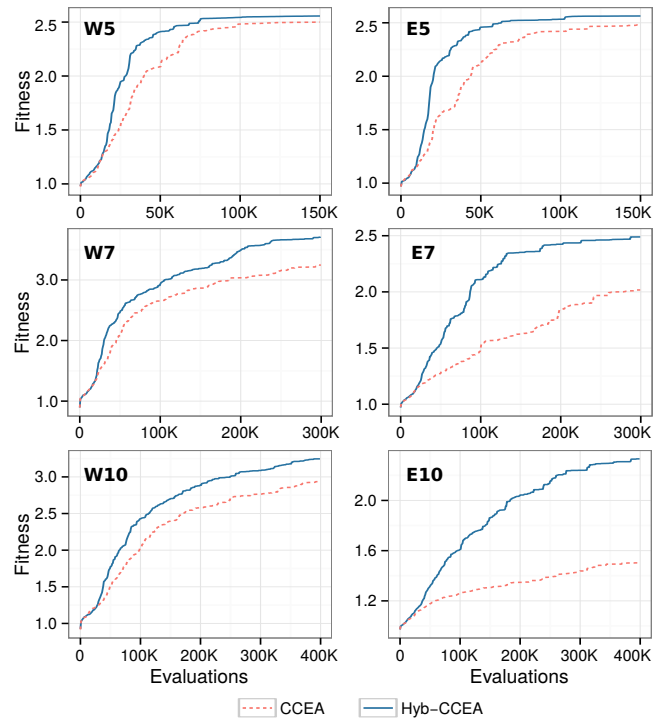 W5
Fitness
2.5
2.0
1.5
1.0
0 50K 100K 150K
E5
2.5
2.0
1.5
1.0
0 50K 100K 150K
W7
Fitness
3.0
2.0
1.0
0 100K 200K 300K
E7
2.5
2.0
1.5
1.0
0 100K 200K 300K
W10
Fitness
3.0
2.5
2.0
1.5
1.0
0 100K 200K 300K 400K
Evaluations
E10
2.0
1.6
1.2
0 100K 200K 300K 400K
Evaluations
CCEA Hyb−CCEA